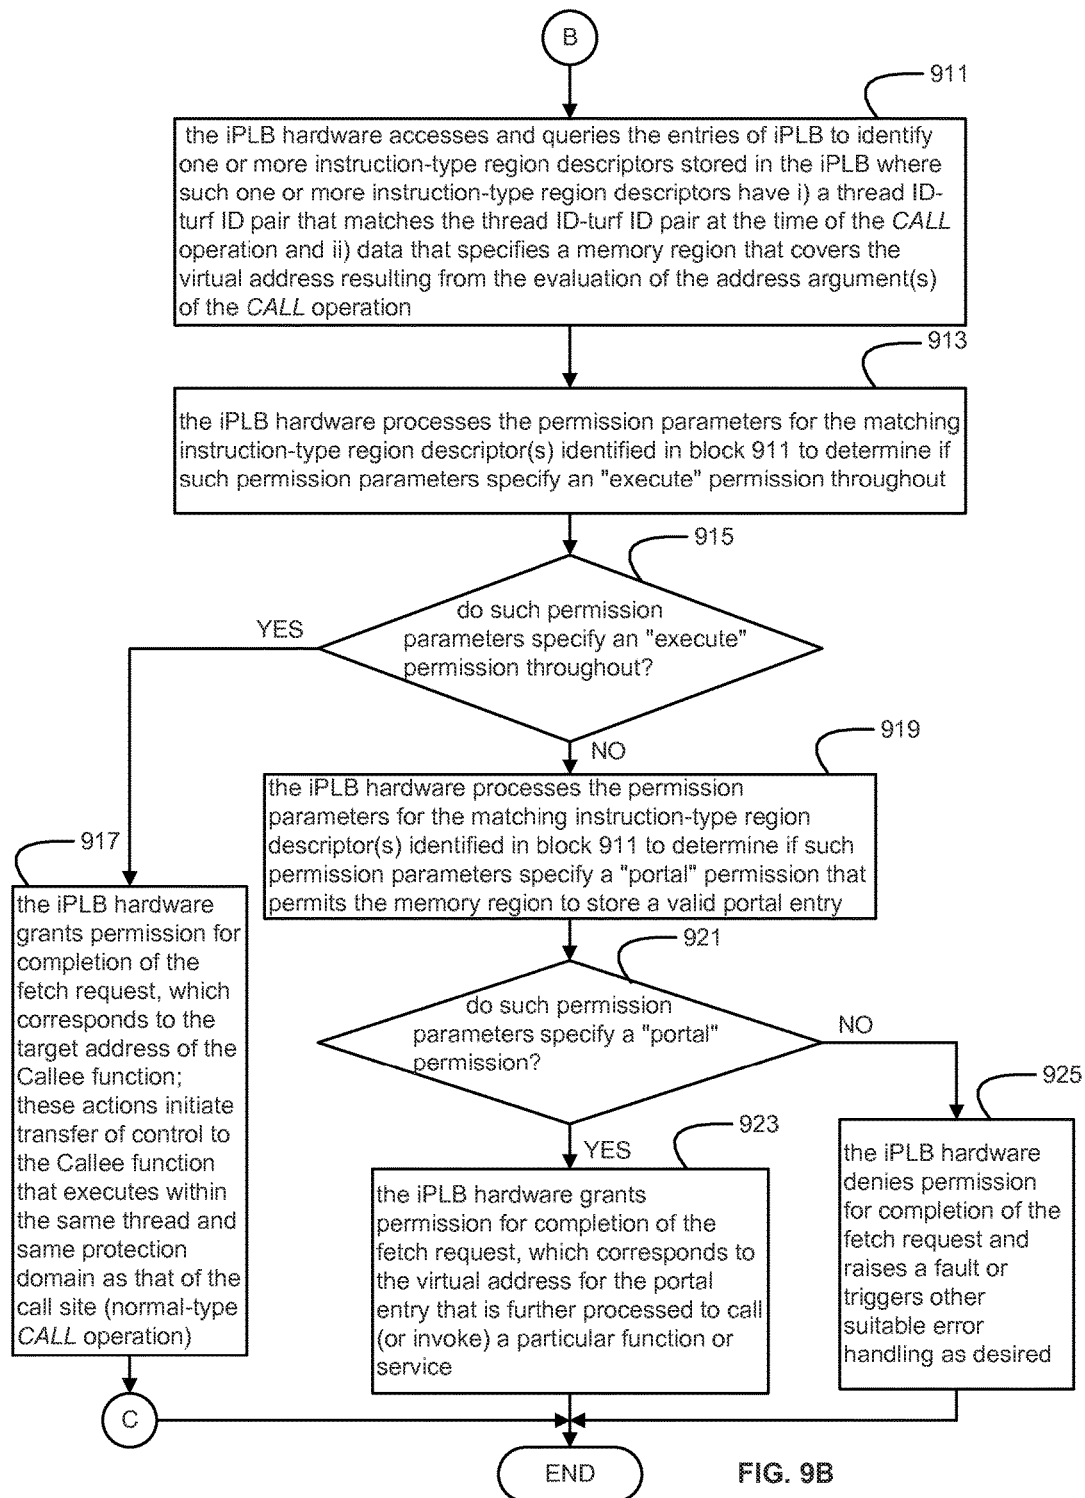 B
911
the iPLB hardware accesses and queries the entries of iPLB to identify
one or more instruction-type region descriptors stored in the iPLB where
such one or more instruction-type region descriptors have i) a thread ID-
turf ID pair that matches the thread ID-turf ID pair at the time of the CALL
operation and ii) data that specifies a memory region that covers the
virtual address resulting from the evaluation of the address argument(s)
of the CALL operation
913
the iPLB hardware processes the permission parameters for the matching
instruction-type region descriptor(s) identified in block 911 to determine if
such permission parameters specify an "execute" permission throughout
915
do such permission
parameters specify an "execute"
permission throughout?
YES
NO
919
the iPLB hardware processes the permission
parameters for the matching instruction-type region
descriptor(s) identified in block 911 to determine if such
permission parameters specify a "portal" permission that
permits the memory region to store a valid portal entry
917
the iPLB hardware
grants permission for
completion of the
fetch request, which
corresponds to the
target address of the
Callee function;
these actions initiate
transfer of control to
the Callee function
that executes within
the same thread and
same protection
domain as that of the
call site (normal-type
CALL operation)
921
do such permission
parameters specify a "portal"
permission?
NO
YES
923
the iPLB hardware grants
permission for completion of the
fetch request, which corresponds to
the virtual address for the portal
entry that is further processed to call
(or invoke) a particular function or
service
925
the iPLB hardware
denies permission
for completion of the
fetch request and
raises a fault or
triggers other
suitable error
handling as desired
C
END
FIG. 9B